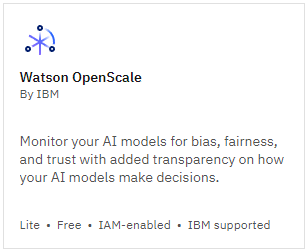 Watson OpenScale
By IBM
Monitor your AI models for bias, fairness,
and trust with added transparency on how
your AI models make decisions.
Lite • Free • IAM-enabled • IBM supported